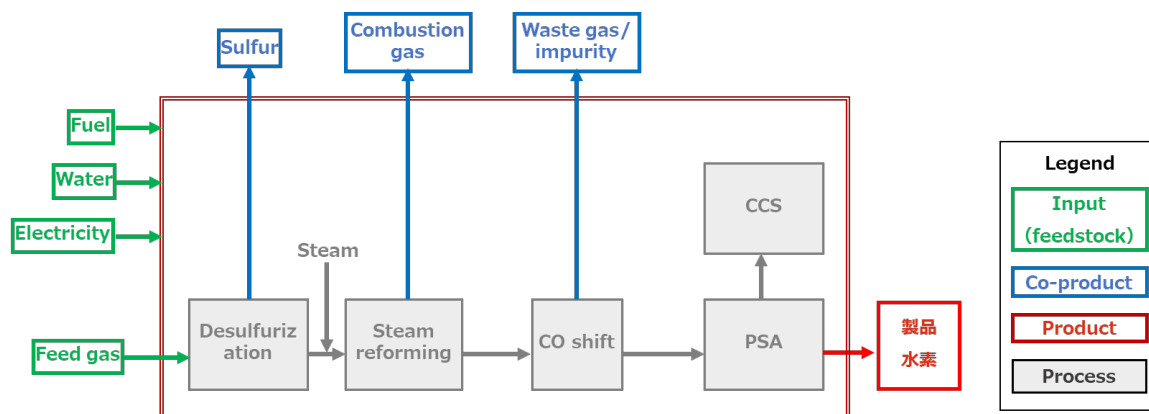 Sulfur
Combustion
gas
Waste gas/
impurity
Fuel
Water
Electricity
Feed gas
Steam
Desulfuriz
ation
Steam
reforming
CO shift
PSA
CCS
製品
水素
Legend
Input
(feedstock)
Co-product
Product
Process